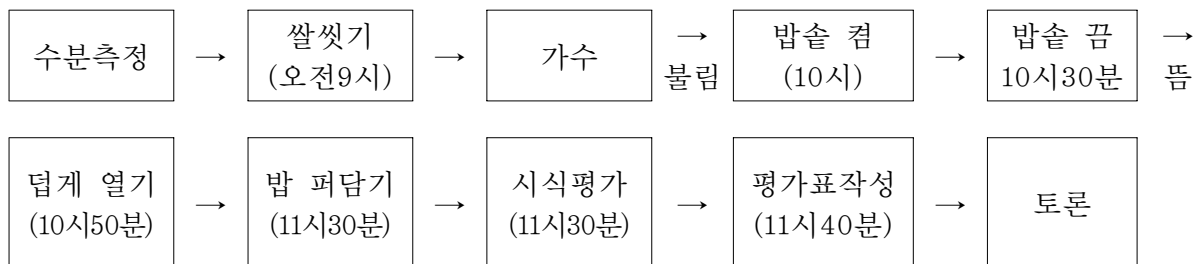 수분측정 → 쌀씻기 (오전9시) → 가수 → 불림 밥솥 켬 (10시) → 밥솥 끔 10시30분 → 뜸
덥게 열기 (10시50분) → 밥 퍼담기 (11시30분) → 시식평가 (11시30분) → 평가표작성 (11시40분) → 토론